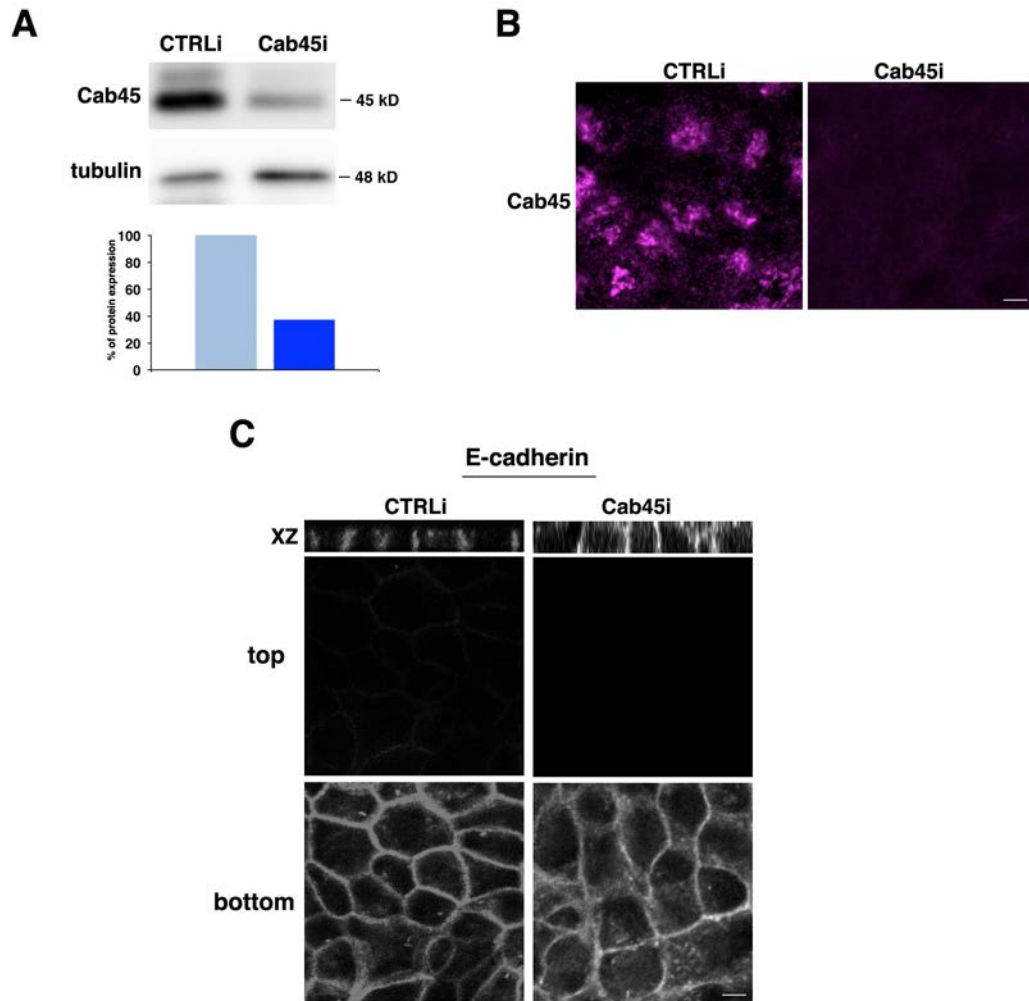 A
CTRLi Cab45i
Cab45
45 kD
tubulin
48 kD
% of protein expression
100
80
60
40
20
0
B
CTRLi Cab45i
Cab45
C
E-cadherin
CTRLi Cab45i
XZ
top
bottom